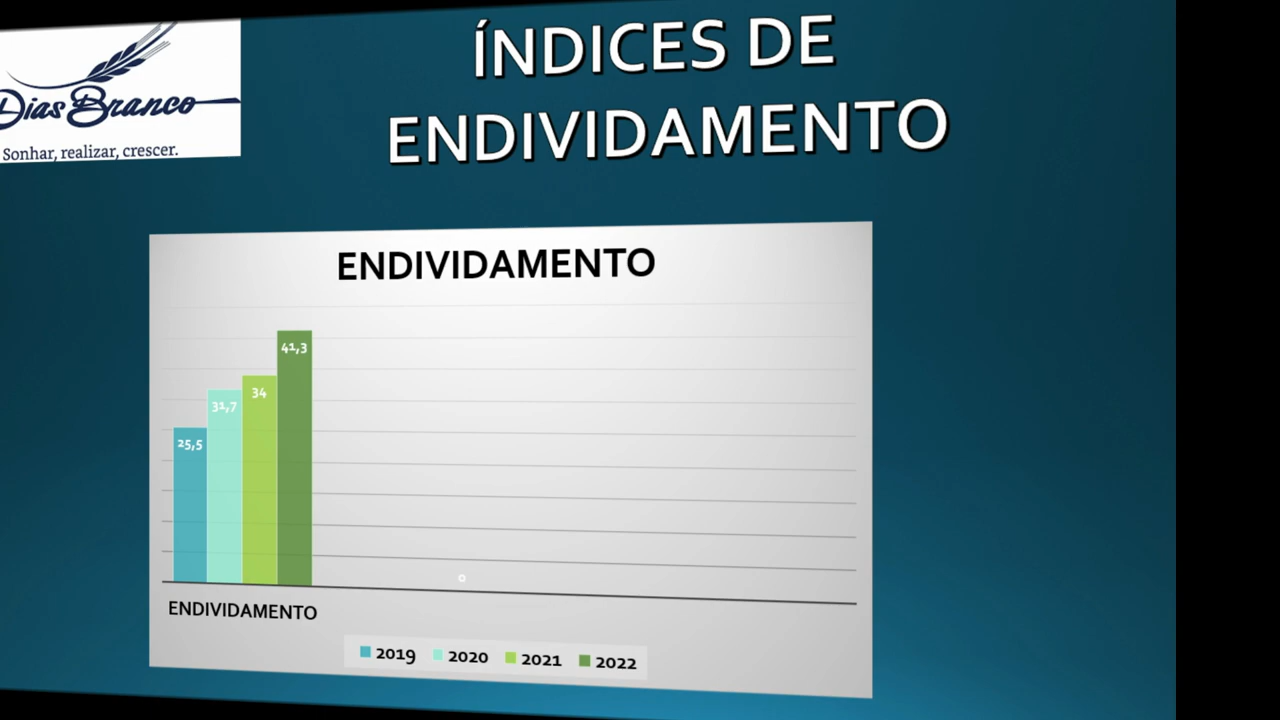 ÍNDICES DE
ENDIVIDAMENTO
Dias Branco
Sonhar, realizar, crescer.
ENDIVIDAMENTO
25,5
31,7
34
41,3
0
ENDIVIDAMENTO
2019 2020 2021 2022